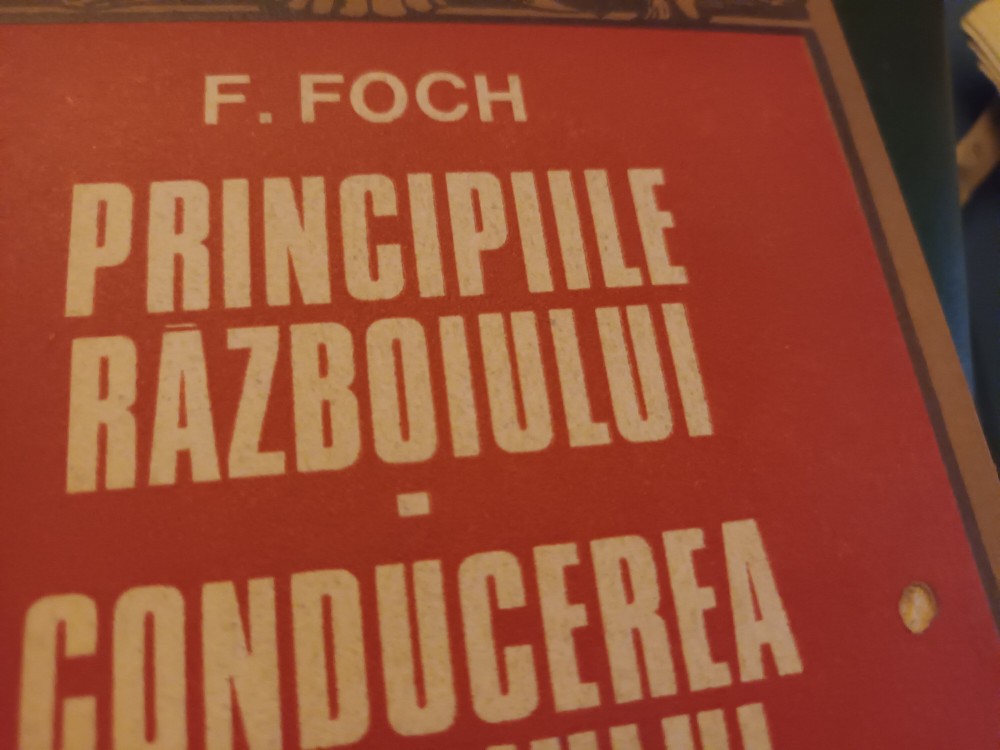 F. FOCH
PRINCIPIILE
RĂZBOIULUI
CONDUCEREA